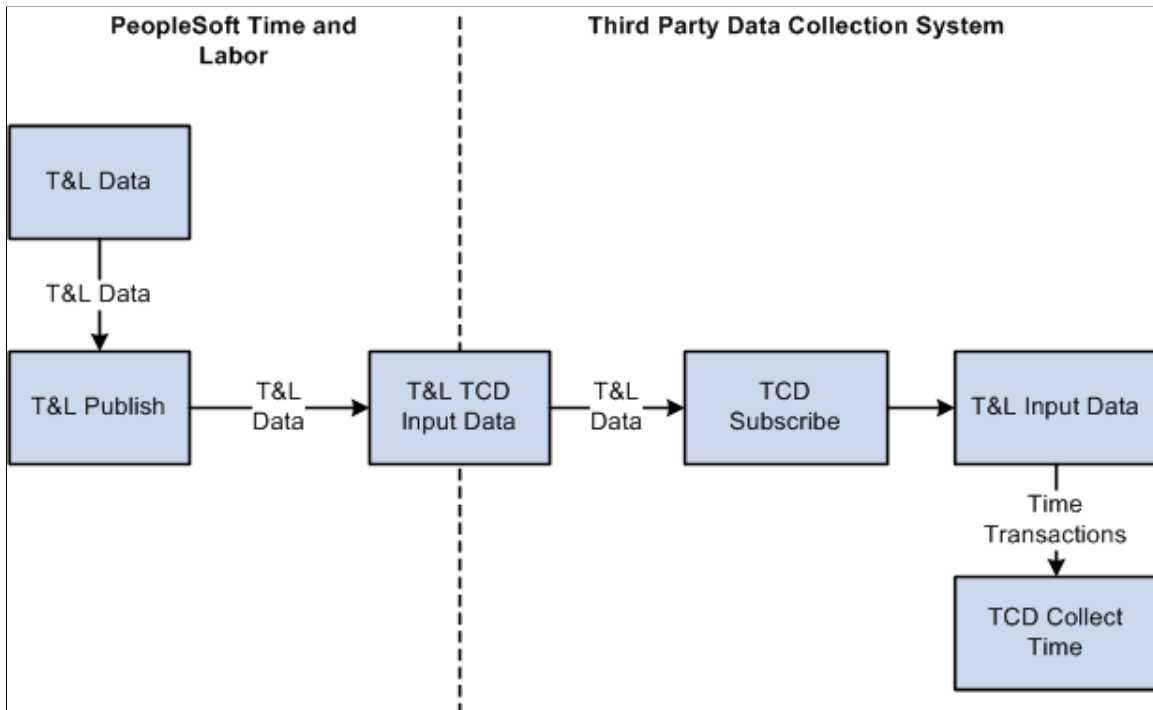 PeopleSoft Time and
Labor
Third Party Data Collection System
T&L Data
T&L Data
T&L Publish
T&L
Data
T&L TCD
Input Data
T&L
Data
TCD
Subscribe
T&L Input Data
Time
Transactions
TCD Collect
Time